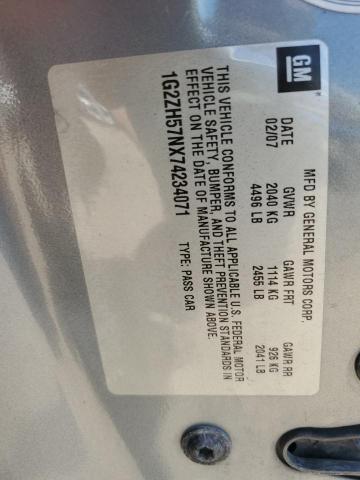 GM
MFD BY GENERAL MOTORS CORP.
DATE GVWR GAWR FRT GAWR RR
02/07 2040 KG 1114 KG 926 KG
4496 LB 2455 LB 2041 LB
THIS VEHICLE CONFORMS TO ALL APPLICABLE U.S. FEDERAL MOTOR
VEHICLE SAFETY, BUMPER, AND THEFT PREVENTION STANDARDS IN
EFFECT ON THE DATE OF MANUFACTURE SHOWN ABOVE.
1G2ZH57NX74234071 TYPE: PASS CAR